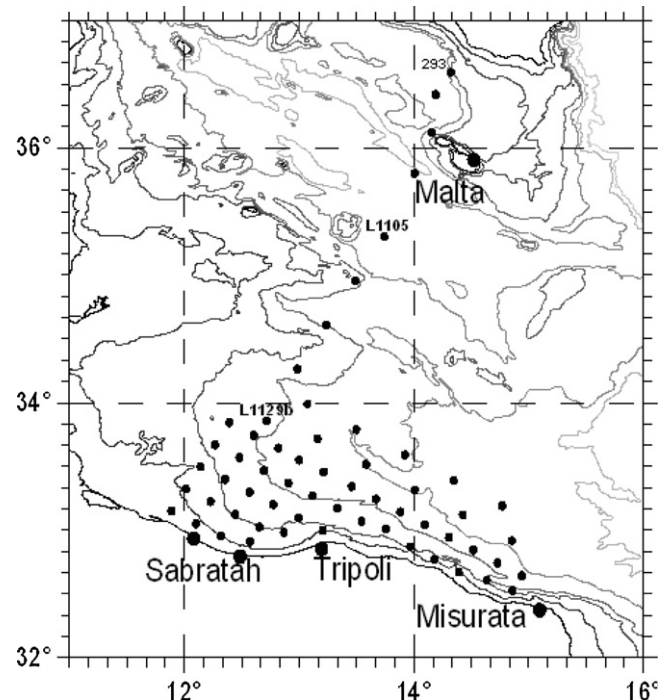 293
36°
Malta
L1105
34°
L1129b
Sabratah
Tripoli
Misurata
32°
12°
14°
16°